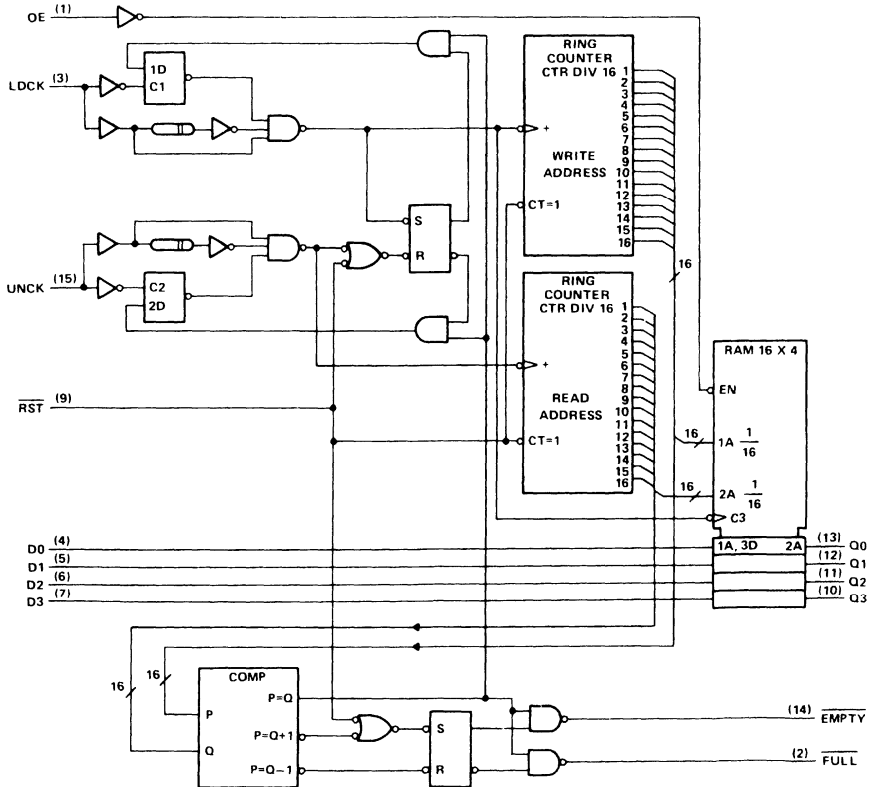 OE (1)
LDCK (3)
1D
C1
RING
COUNTER
CTR DIV 16
1
2
3
4
5
6
7
8
9
10
11
12
13
14
15
16
+
WRITE
ADDRESS
CT=1
16
S
R
UNCK (15)
C2
2D
RING
COUNTER
CTR DIV 16
1
2
3
4
5
6
7
8
9
10
11
12
13
14
15
16
+
READ
ADDRESS
CT=1
RST (9)
RAM 16 X 4
EN
16
1A 1/16
16
2A 1/16
C3
1A, 3D 2A
D0 (4)
D1 (5)
D2 (6)
D3 (7)
(13) Q0
(12) Q1
(11) Q2
(10) Q3
16
16
COMP
P
Q
P=Q
P=Q+1
P=Q−1
S
R
(14) EMPTY
(2) FULL